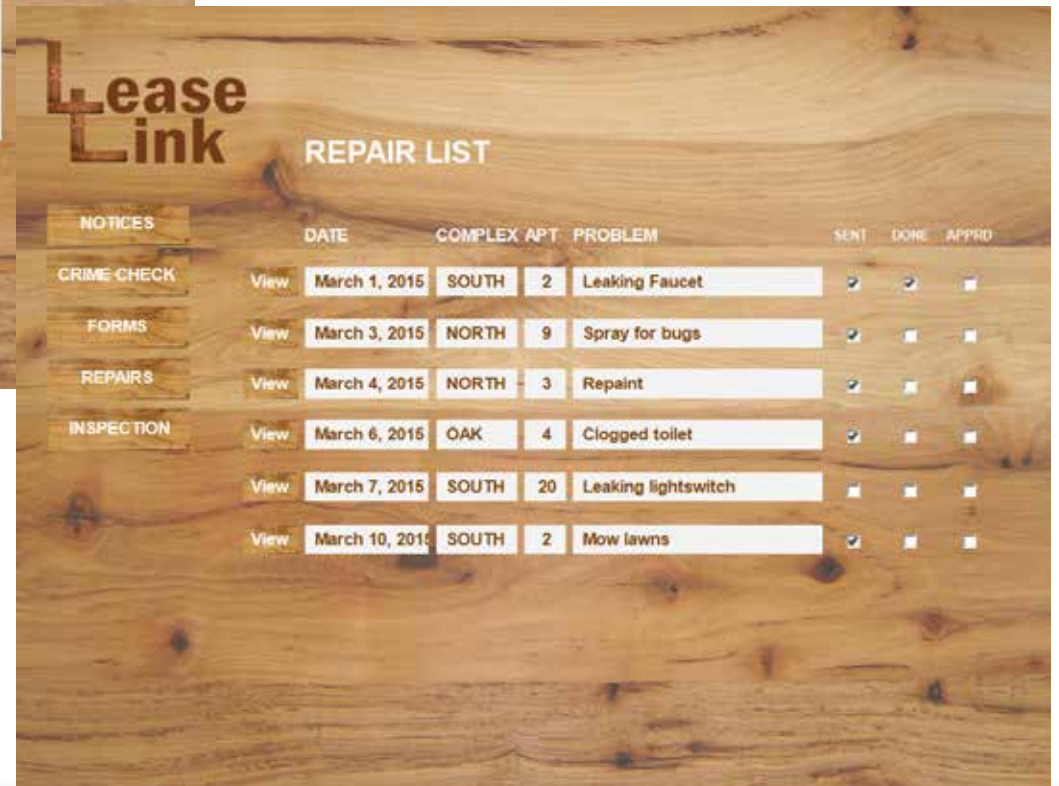 Lease
Link
REPAIR LIST
NOTICES
CRIME CHECK
FORMS
REPAIRS
INSPECTION
DATE COMPLEX APT PROBLEM SENT DONE APPRD
View March 1, 2015 SOUTH 2 Leaking Faucet
View March 3, 2015 NORTH 9 Spray for bugs
View March 4, 2015 NORTH 3 Repaint
View March 6, 2015 OAK 4 Clogged toilet
View March 7, 2015 SOUTH 20 Leaking lightswitch
View March 10, 2015 SOUTH 2 Mow lawns